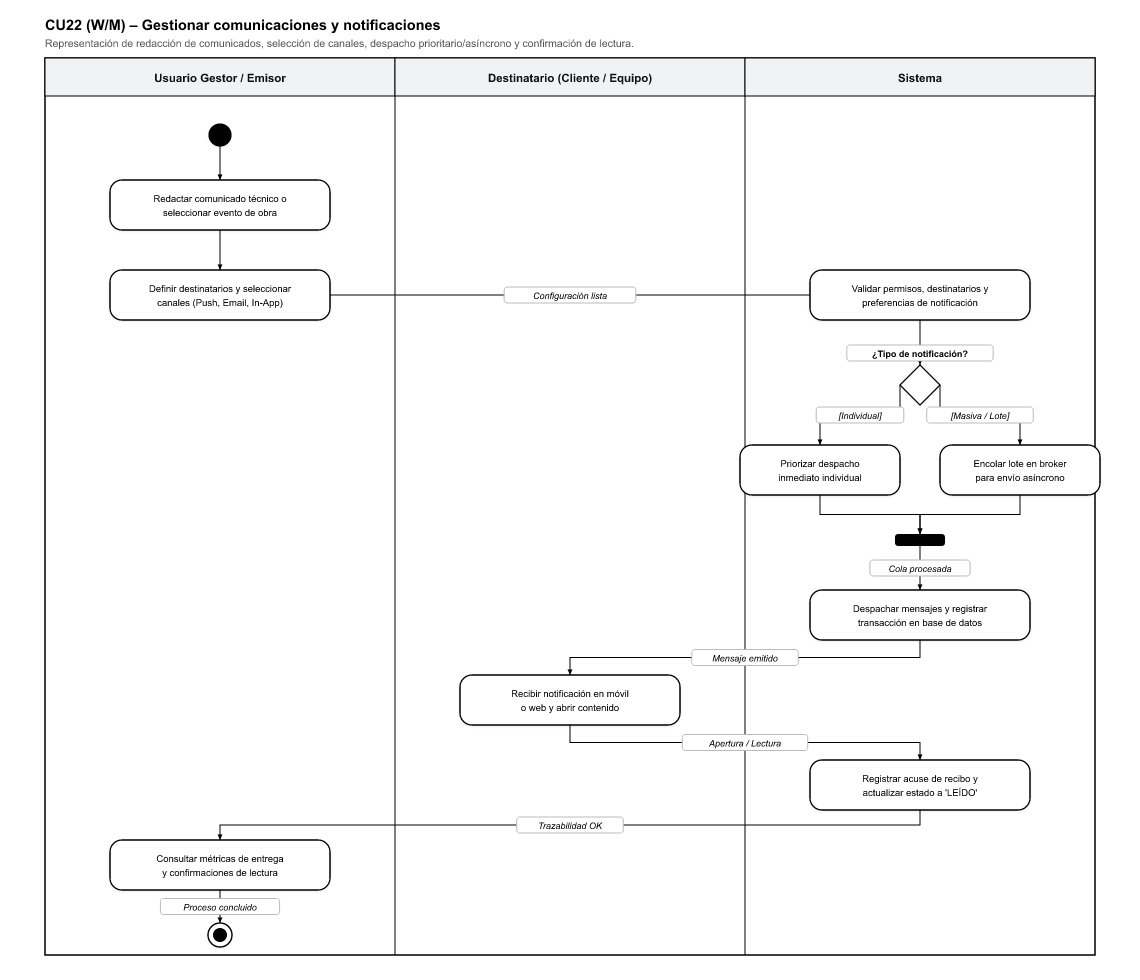 CU22 (W/M) – Gestionar comunicaciones y notificaciones
Representación de redacción de comunicados, selección de canales, despacho prioritario/asíncrono y confirmación de lectura.
Usuario Gestor / Emisor
Destinatario (Cliente / Equipo)
Sistema
Redactar comunicado técnico o
seleccionar evento de obra
Definir destinatarios y seleccionar
canales (Push, Email, In-App)
Configuración lista
Validar permisos, destinatarios y
preferencias de notificación
¿Tipo de notificación?
[Individual]
[Masiva / Lote]
Priorizar despacho
inmediato individual
Encolar lote en broker
para envío asíncrono
Cola procesada
Despachar mensajes y registrar
transacción en base de datos
Mensaje emitido
Recibir notificación en móvil
o web y abrir contenido
Apertura / Lectura
Registrar acuse de recibo y
actualizar estado a 'LEÍDO'
Trazabilidad OK
Consultar métricas de entrega
y confirmaciones de lectura
Proceso concluido